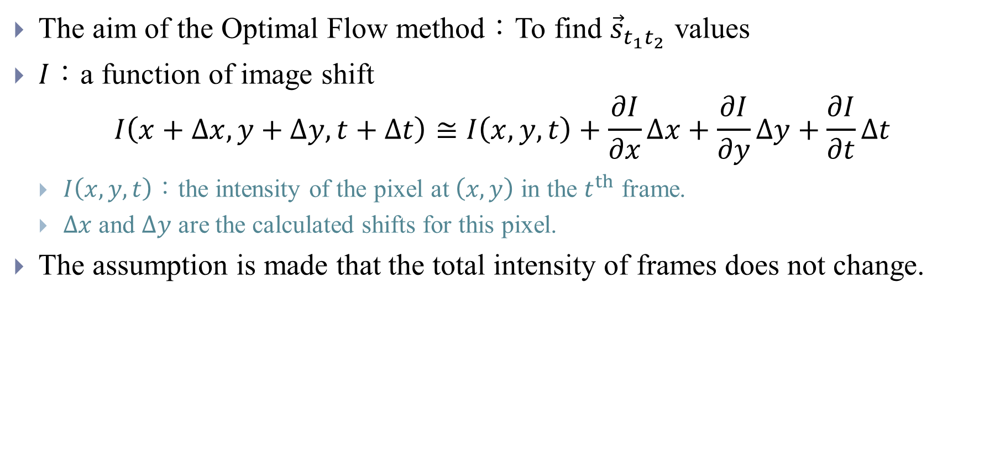 The aim of the Optimal Flow method：To find $\vec{s}_{t_1 t_2}$ values
$I$：a function of image shift
$I(x + \Delta x, y + \Delta y, t + \Delta t) \cong I(x, y, t) + \frac{\partial I}{\partial x}\Delta x + \frac{\partial I}{\partial y}\Delta y + \frac{\partial I}{\partial t}\Delta t$
$I(x, y, t)$：the intensity of the pixel at $(x, y)$ in the $t^{\text{th}}$ frame.
$\Delta x$ and $\Delta y$ are the calculated shifts for this pixel.
The assumption is made that the total intensity of frames does not change.